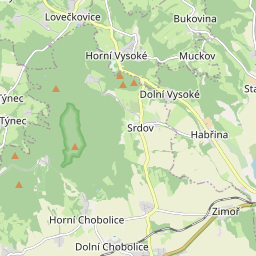 Lovečkovice
Bukovina
Horní Vysoké
Muckov
Týnec
Dolní Vysoké
Sta
Týnec
Srdov
Habřina
Horní Chobolice
Zimoř
Dolní Chobolice